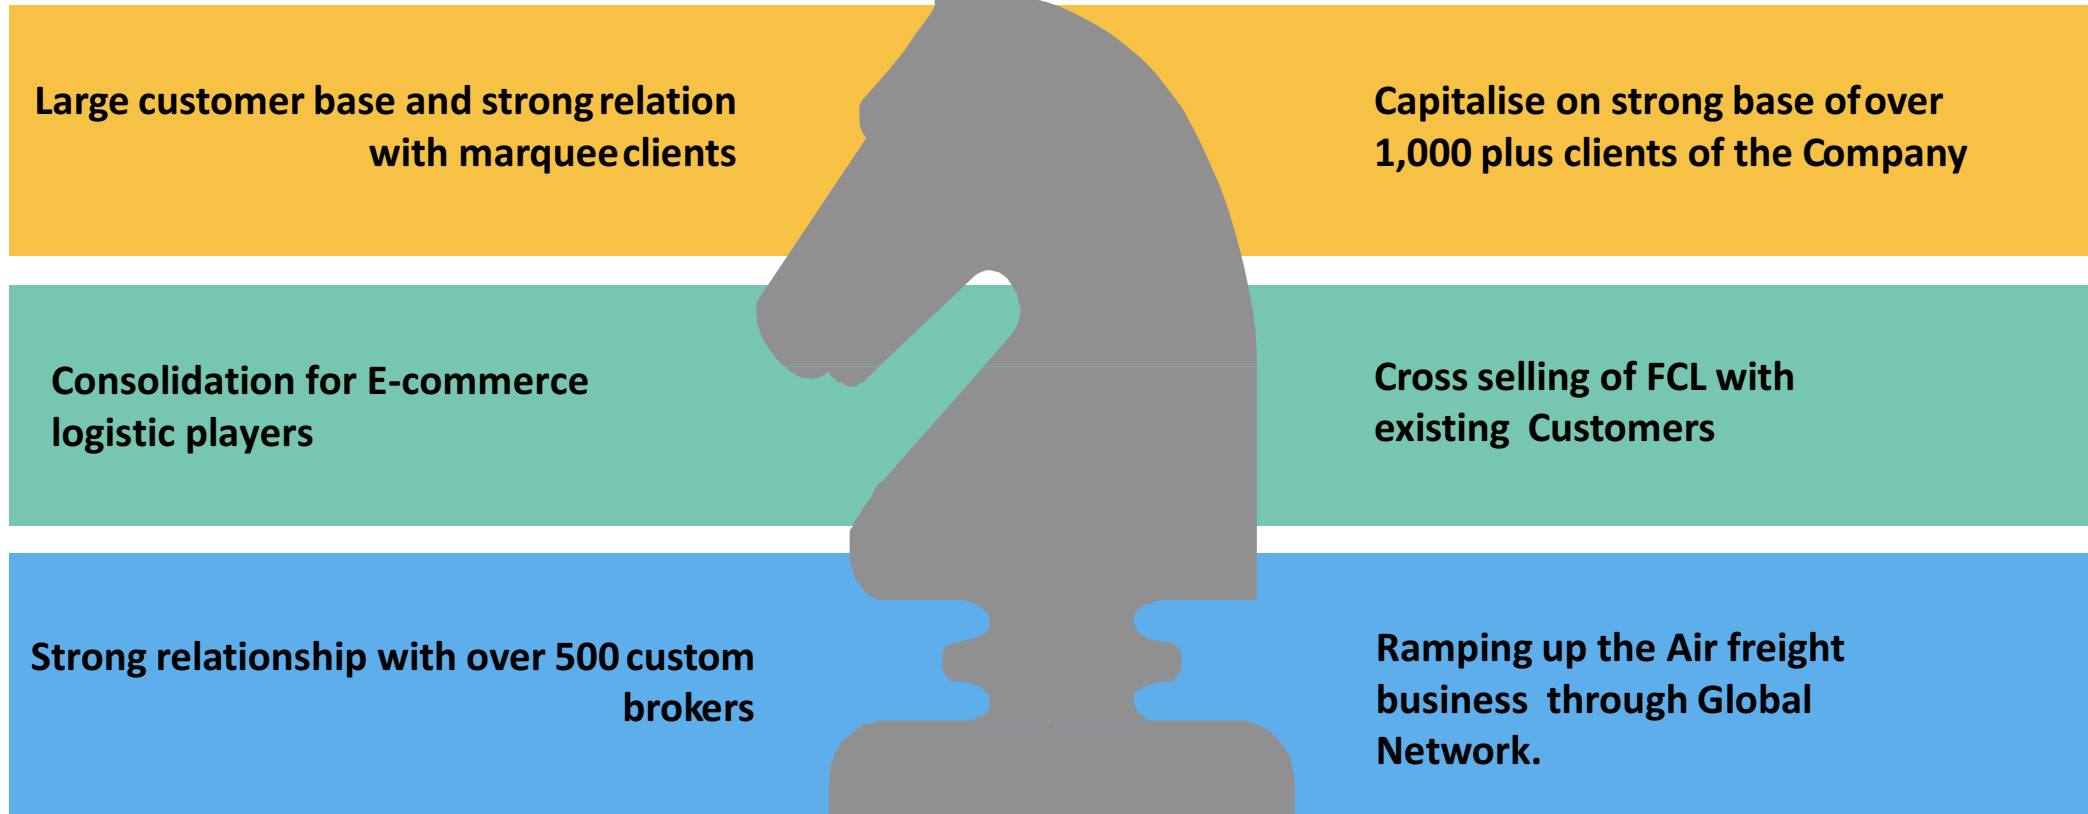 Large customer base and strong relation
with marquee clients
Capitalise on strong base of over
1,000 plus clients of the Company
Consolidation for E-commerce
logistic players
Cross selling of FCL with
existing Customers
Strong relationship with over 500 custom
brokers
Ramping up the Air freight
business through Global
Network.